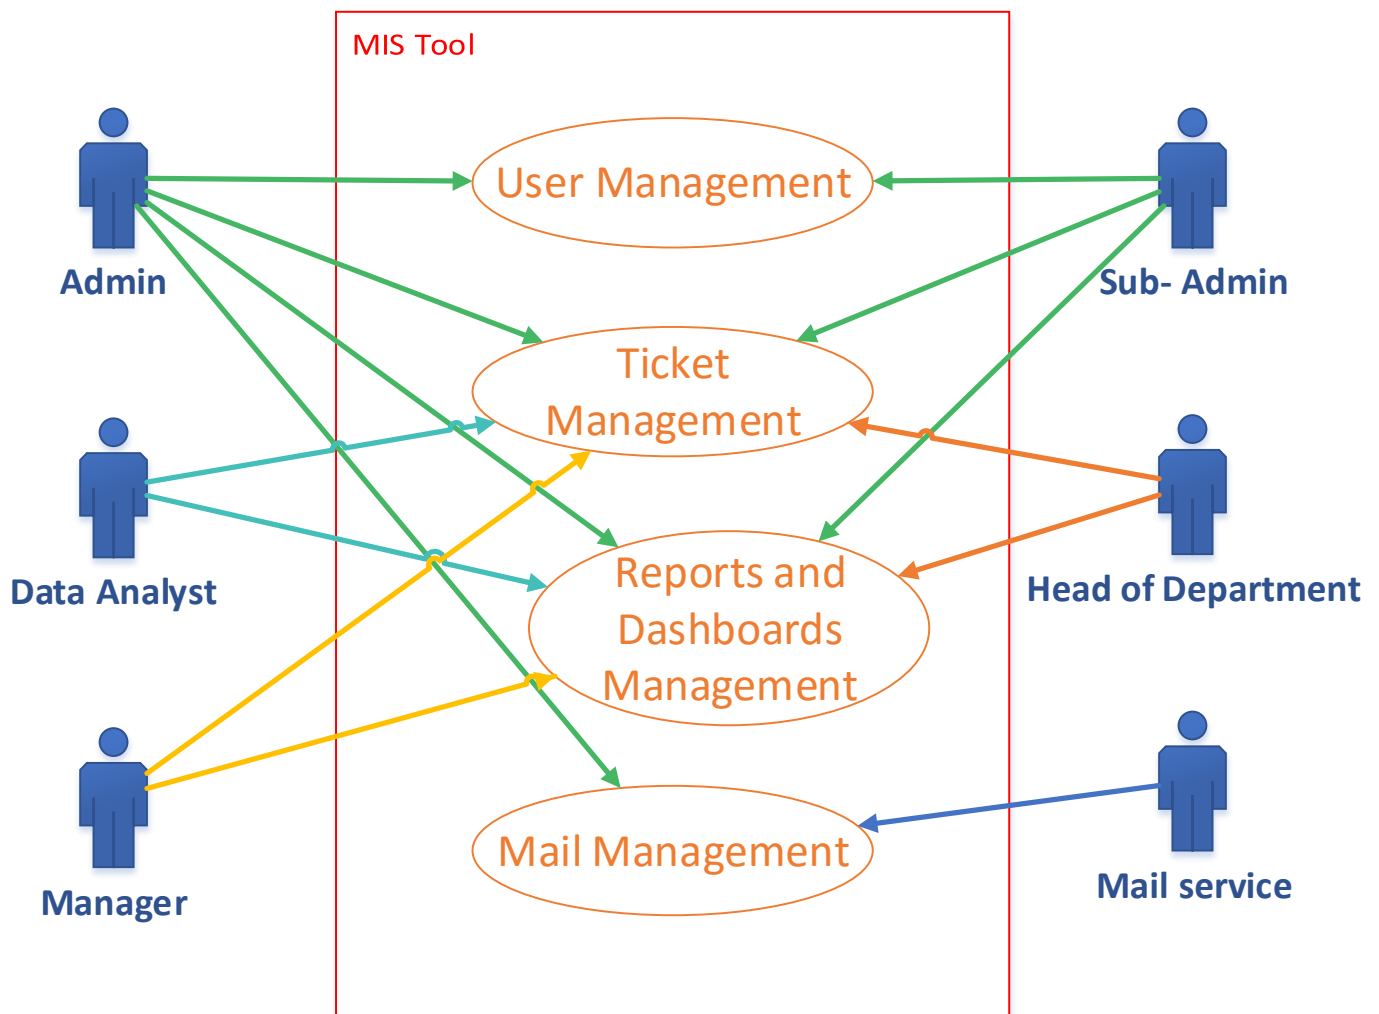 MIS Tool
User Management
Admin
Sub- Admin
Ticket
Management
Data Analyst
Head of Department
Reports and
Dashboards
Management
Manager
Mail Management
Mail service